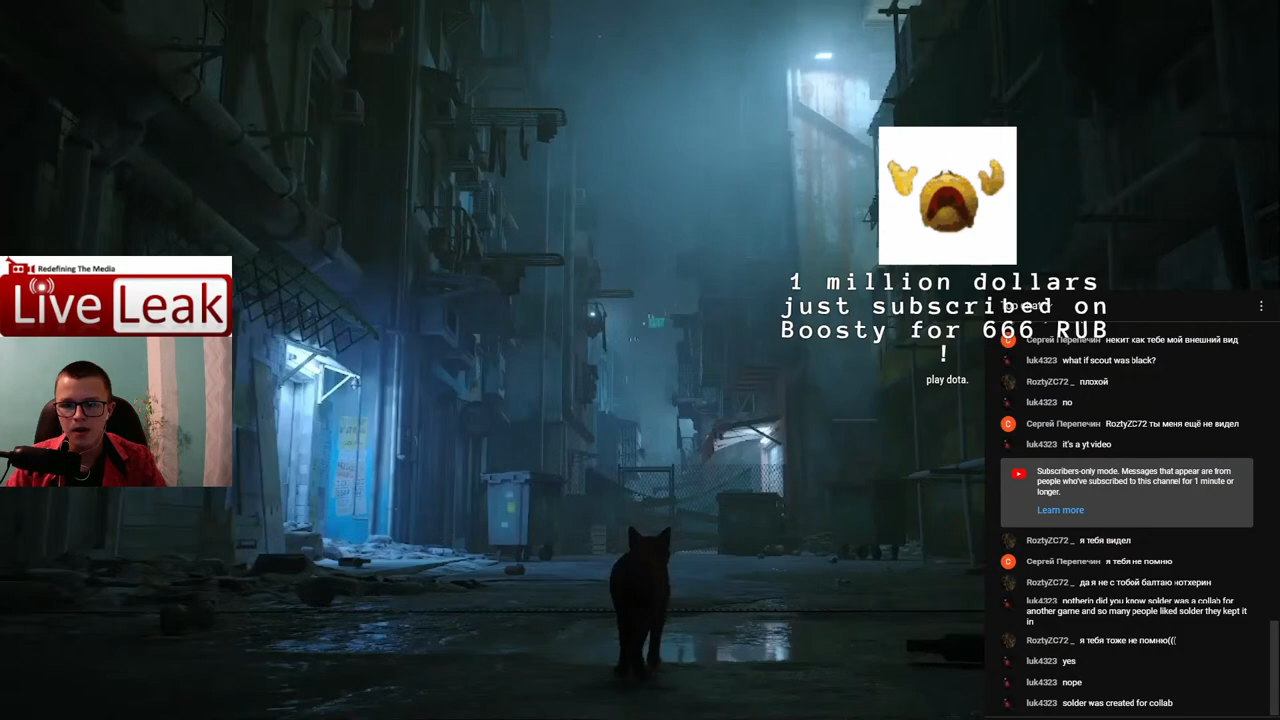 Redefining The Media
Live Leak
1 million dollars
just subscribed on
Boosty for 666 RUB
!
play dota.
Сергей Перепечин некит как тебе мой внешний вид
luk4323 what if scout was black?
RoztyZC72 _ плохой
luk4323 no
Сергей Перепечин RoztyZC72 ты меня ещё не видел
luk4323 it's a yt video
Subscribers-only mode. Messages that appear are from
people who've subscribed to this channel for 1 minute or
longer.
Learn more
RoztyZC72 _ я тебя видел
Сергей Перепечин я тебя не помню
RoztyZC72 _ да я не с тобой балтаю нотхерин
luk4323 notherin did you know solder was a collab for
another game and so many people liked solder they kept it
in
RoztyZC72 _ я тебя тоже не помню(((
luk4323 yes
luk4323 nope
luk4323 solder was created for collab